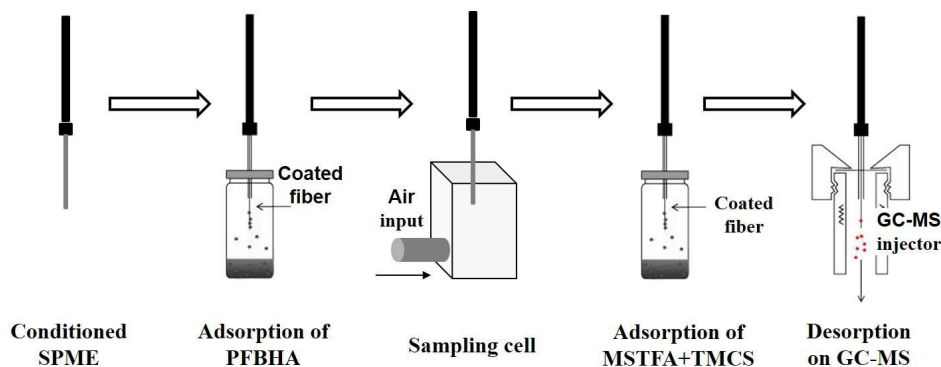 Coated
fiber
Air
input
Coated
fiber
GC-MS
injector
Conditioned
SPME
Adsorption of
PFBHA
Sampling cell
Adsorption of
MSTFA+TMCS
Desorption
on GC-MS